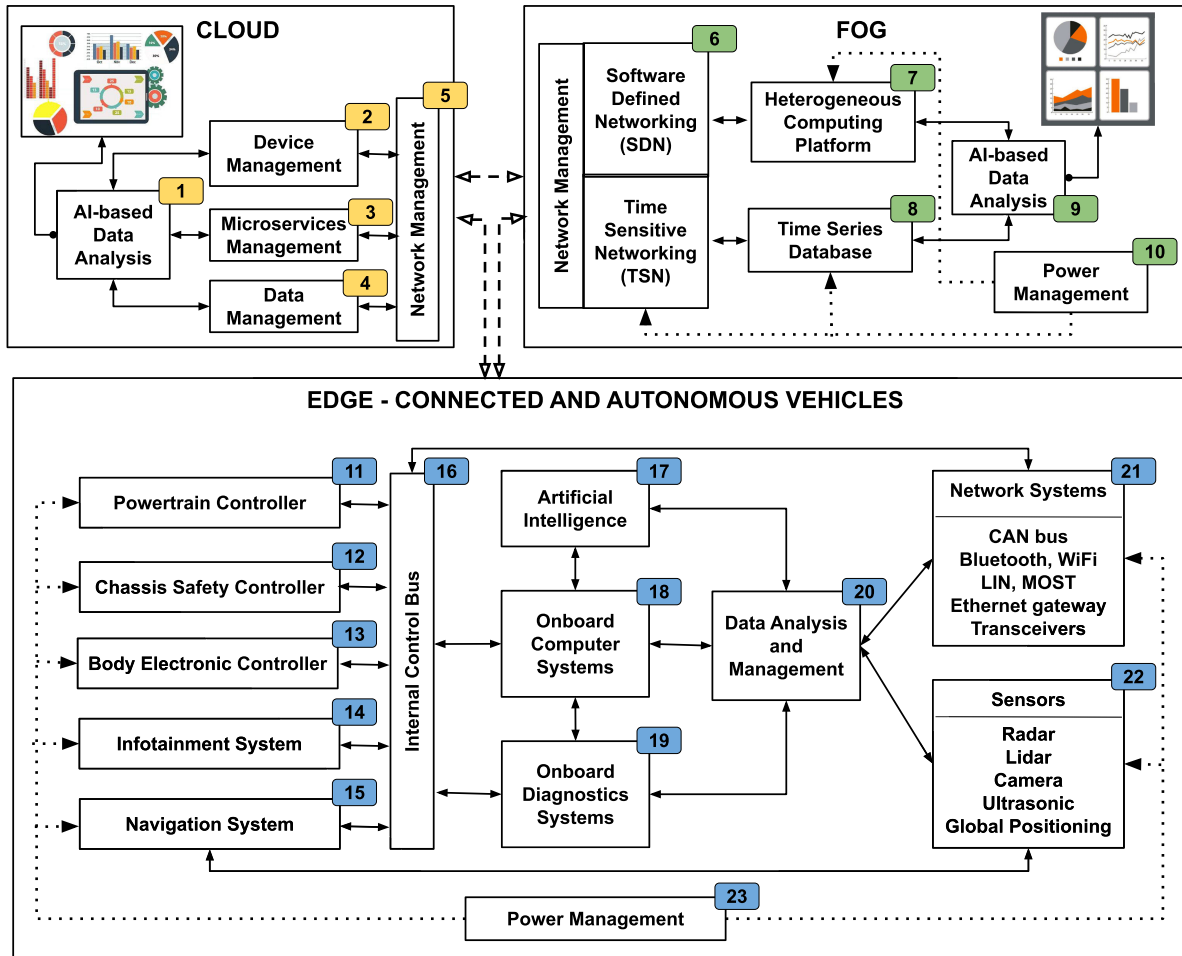 CLOUD
1
AI-based
Data
Analysis
2
Device
Management
3
Microservices
Management
4
Data
Management
5
Network Management
FOG
Network Management
6
Software
Defined
Networking
(SDN)
Time
Sensitive
Networking
(TSN)
7
Heterogeneous
Computing
Platform
8
Time Series
Database
AI-based
Data
Analysis
9
10
Power
Management
EDGE - CONNECTED AND AUTONOMOUS VEHICLES
11
Powertrain Controller
12
Chassis Safety Controller
13
Body Electronic Controller
14
Infotainment System
15
Navigation System
16
Internal Control Bus
17
Artificial
Intelligence
18
Onboard
Computer
Systems
19
Onboard
Diagnostics
Systems
20
Data Analysis
and
Management
21
Network Systems
CAN bus
Bluetooth, WiFi
LIN, MOST
Ethernet gateway
Transceivers
22
Sensors
Radar
Lidar
Camera
Ultrasonic
Global Positioning
23
Power Management